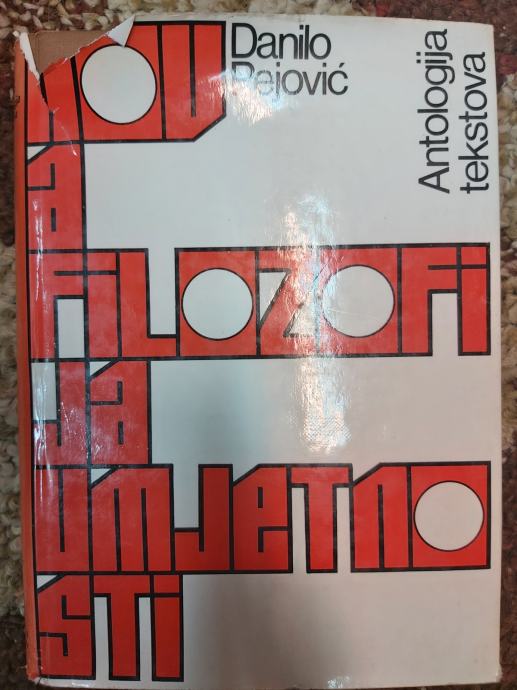 Danilo
Pejović
Antologija
tekstova
nov
a
filozofi
ja
umjetno
sti